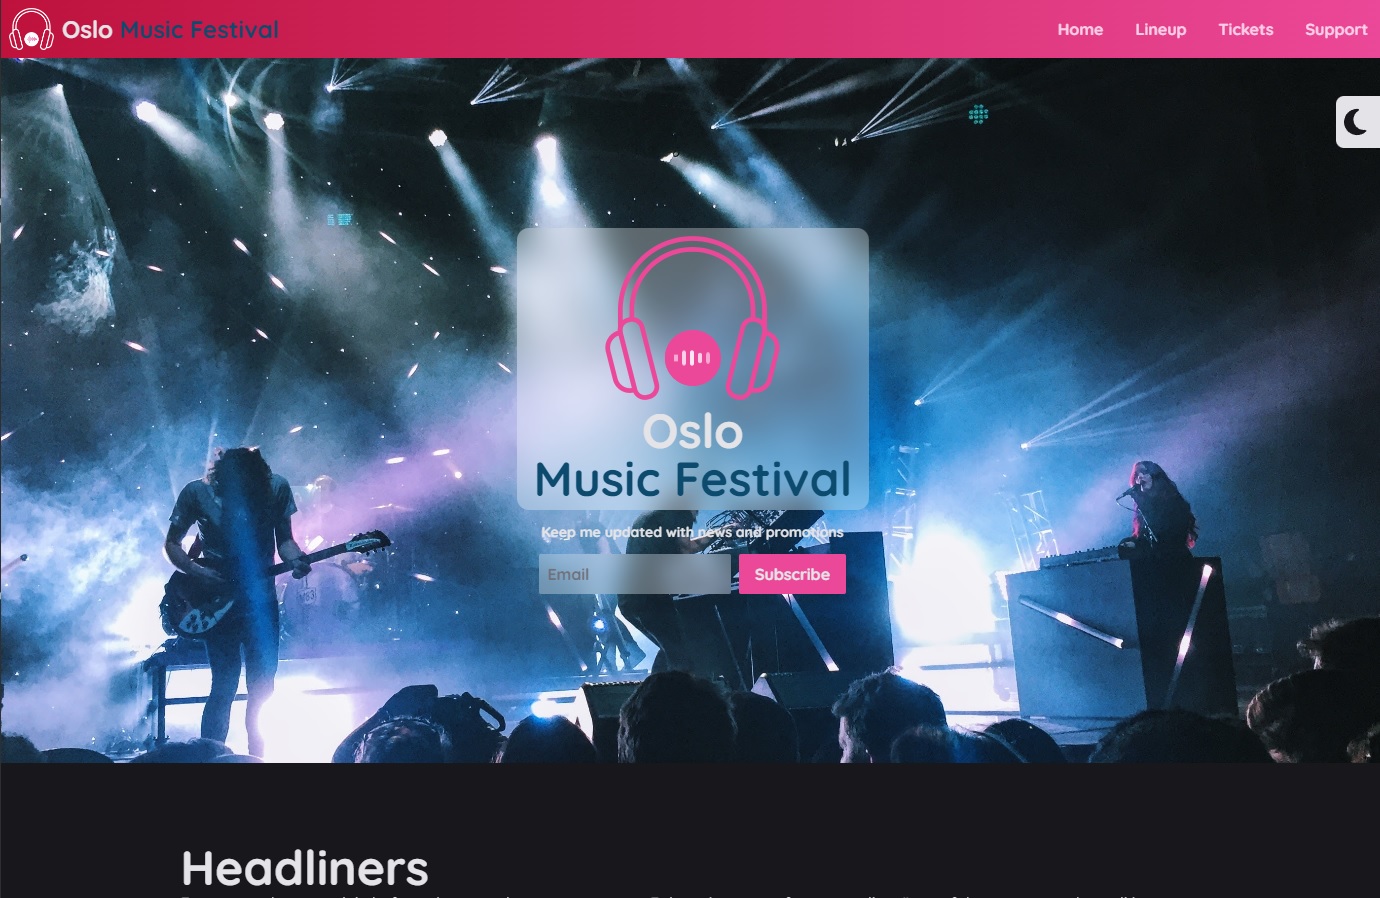 Oslo Music Festival
Home Lineup Tickets Support
Oslo
Music Festival
Keep me updated with news and promotions
Email Subscribe
Headliners